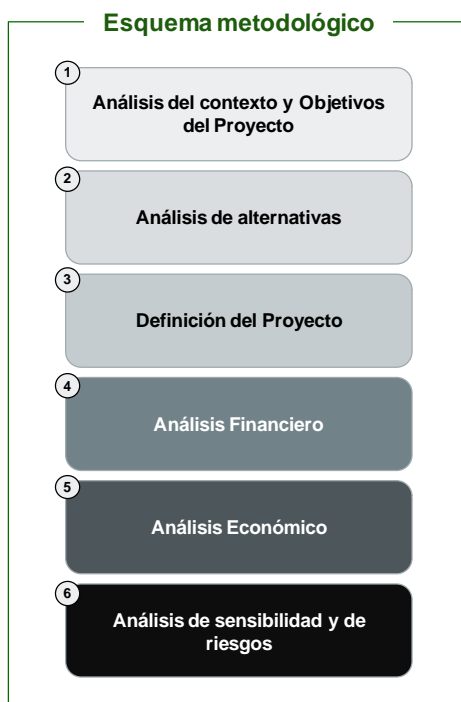 Esquema metodológico
1
Análisis del contexto y Objetivos
del Proyecto
2
Análisis de alternativas
3
Definición del Proyecto
4
Análisis Financiero
5
Análisis Económico
6
Análisis de sensibilidad y de
riesgos